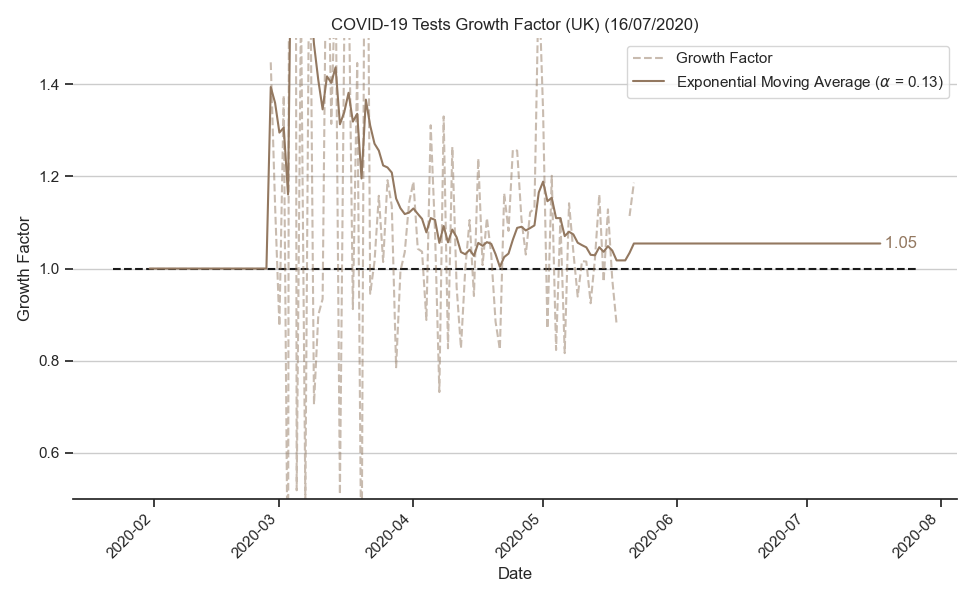 COVID-19 Tests Growth Factor (UK) (16/07/2020)
Growth Factor
Exponential Moving Average (α = 0.13)
1.4
1.2
1.0
0.8
0.6
Growth Factor
1.05
2020-02
2020-03
2020-04
2020-05
2020-06
2020-07
2020-08
Date